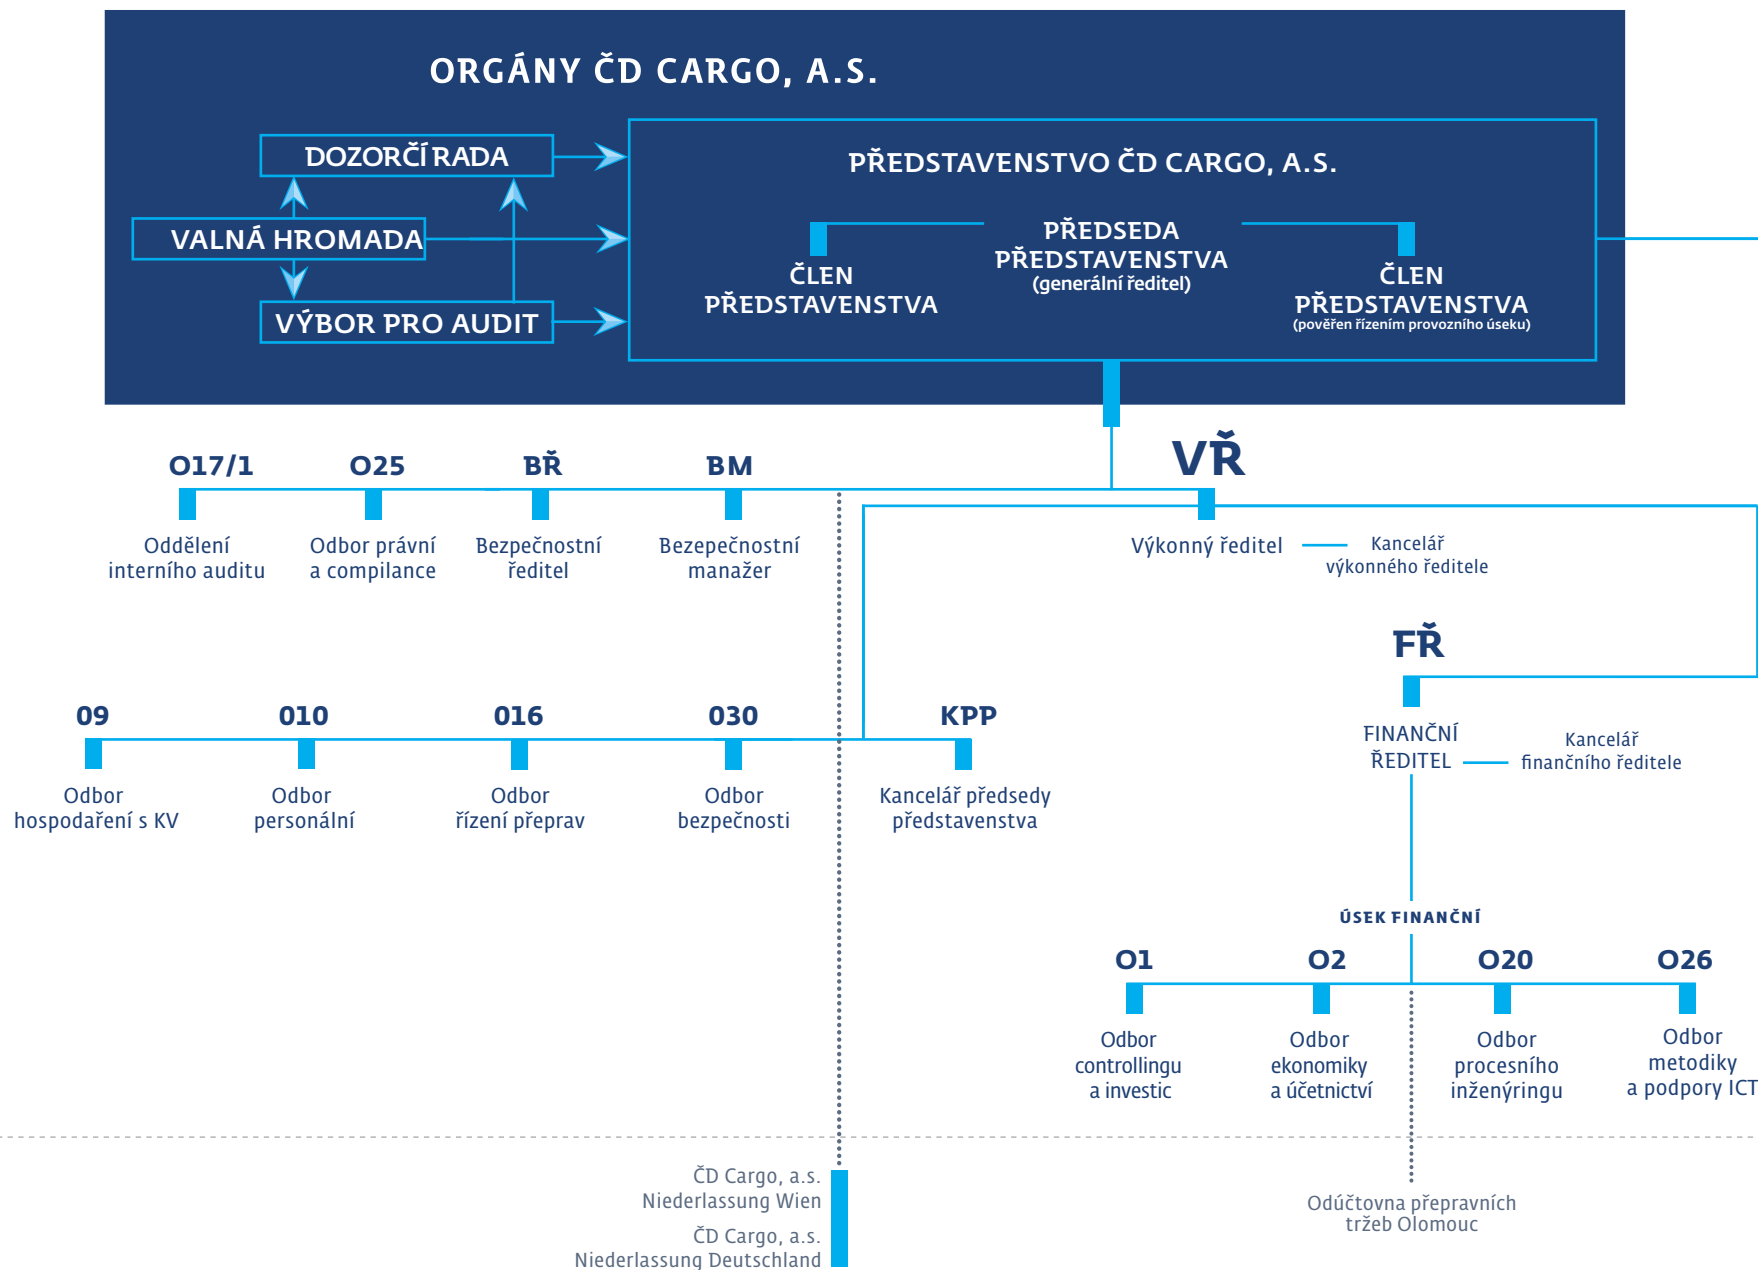 ORGÁNY ČD CARGO, A.S.
DOZORČÍ RADA
VALNÁ HROMADA
VÝBOR PRO AUDIT
PŘEDSTAVENSTVO ČD CARGO, A.S.
PŘEDSEDA
PŘEDSTAVENSTVA
(generální ředitel)
ČLEN
PŘEDSTAVENSTVA
ČLEN
PŘEDSTAVENSTVA
(pověřen řízením provozního úseku)
O17/1
Oddělení
interního auditu
O25
Odbor právní
a compilance
BŘ
Bezpečnostní
ředitel
BM
Bezepečnostní
manažer
VŘ
Výkonný ředitel
Kancelář
výkonného ředitele
09
Odbor
hospodaření s KV
010
Odbor
personální
016
Odbor
řízení přeprav
030
Odbor
bezpečnosti
KPP
Kancelář předsedy
představenstva
FŘ
FINANČNÍ
ŘEDITEL
Kancelář
finančního ředitele
ÚSEK FINANČNÍ
O1
Odbor
controllingu
a investic
O2
Odbor
ekonomiky
a účetnictví
O20
Odbor
procesního
inženýringu
O26
Odbor
metodiky
a podpory ICT
ČD Cargo, a.s.
Niederlassung Wien
ČD Cargo, a.s.
Niederlassung Deutschland
Odúčtovna přepravních
tržeb Olomouc